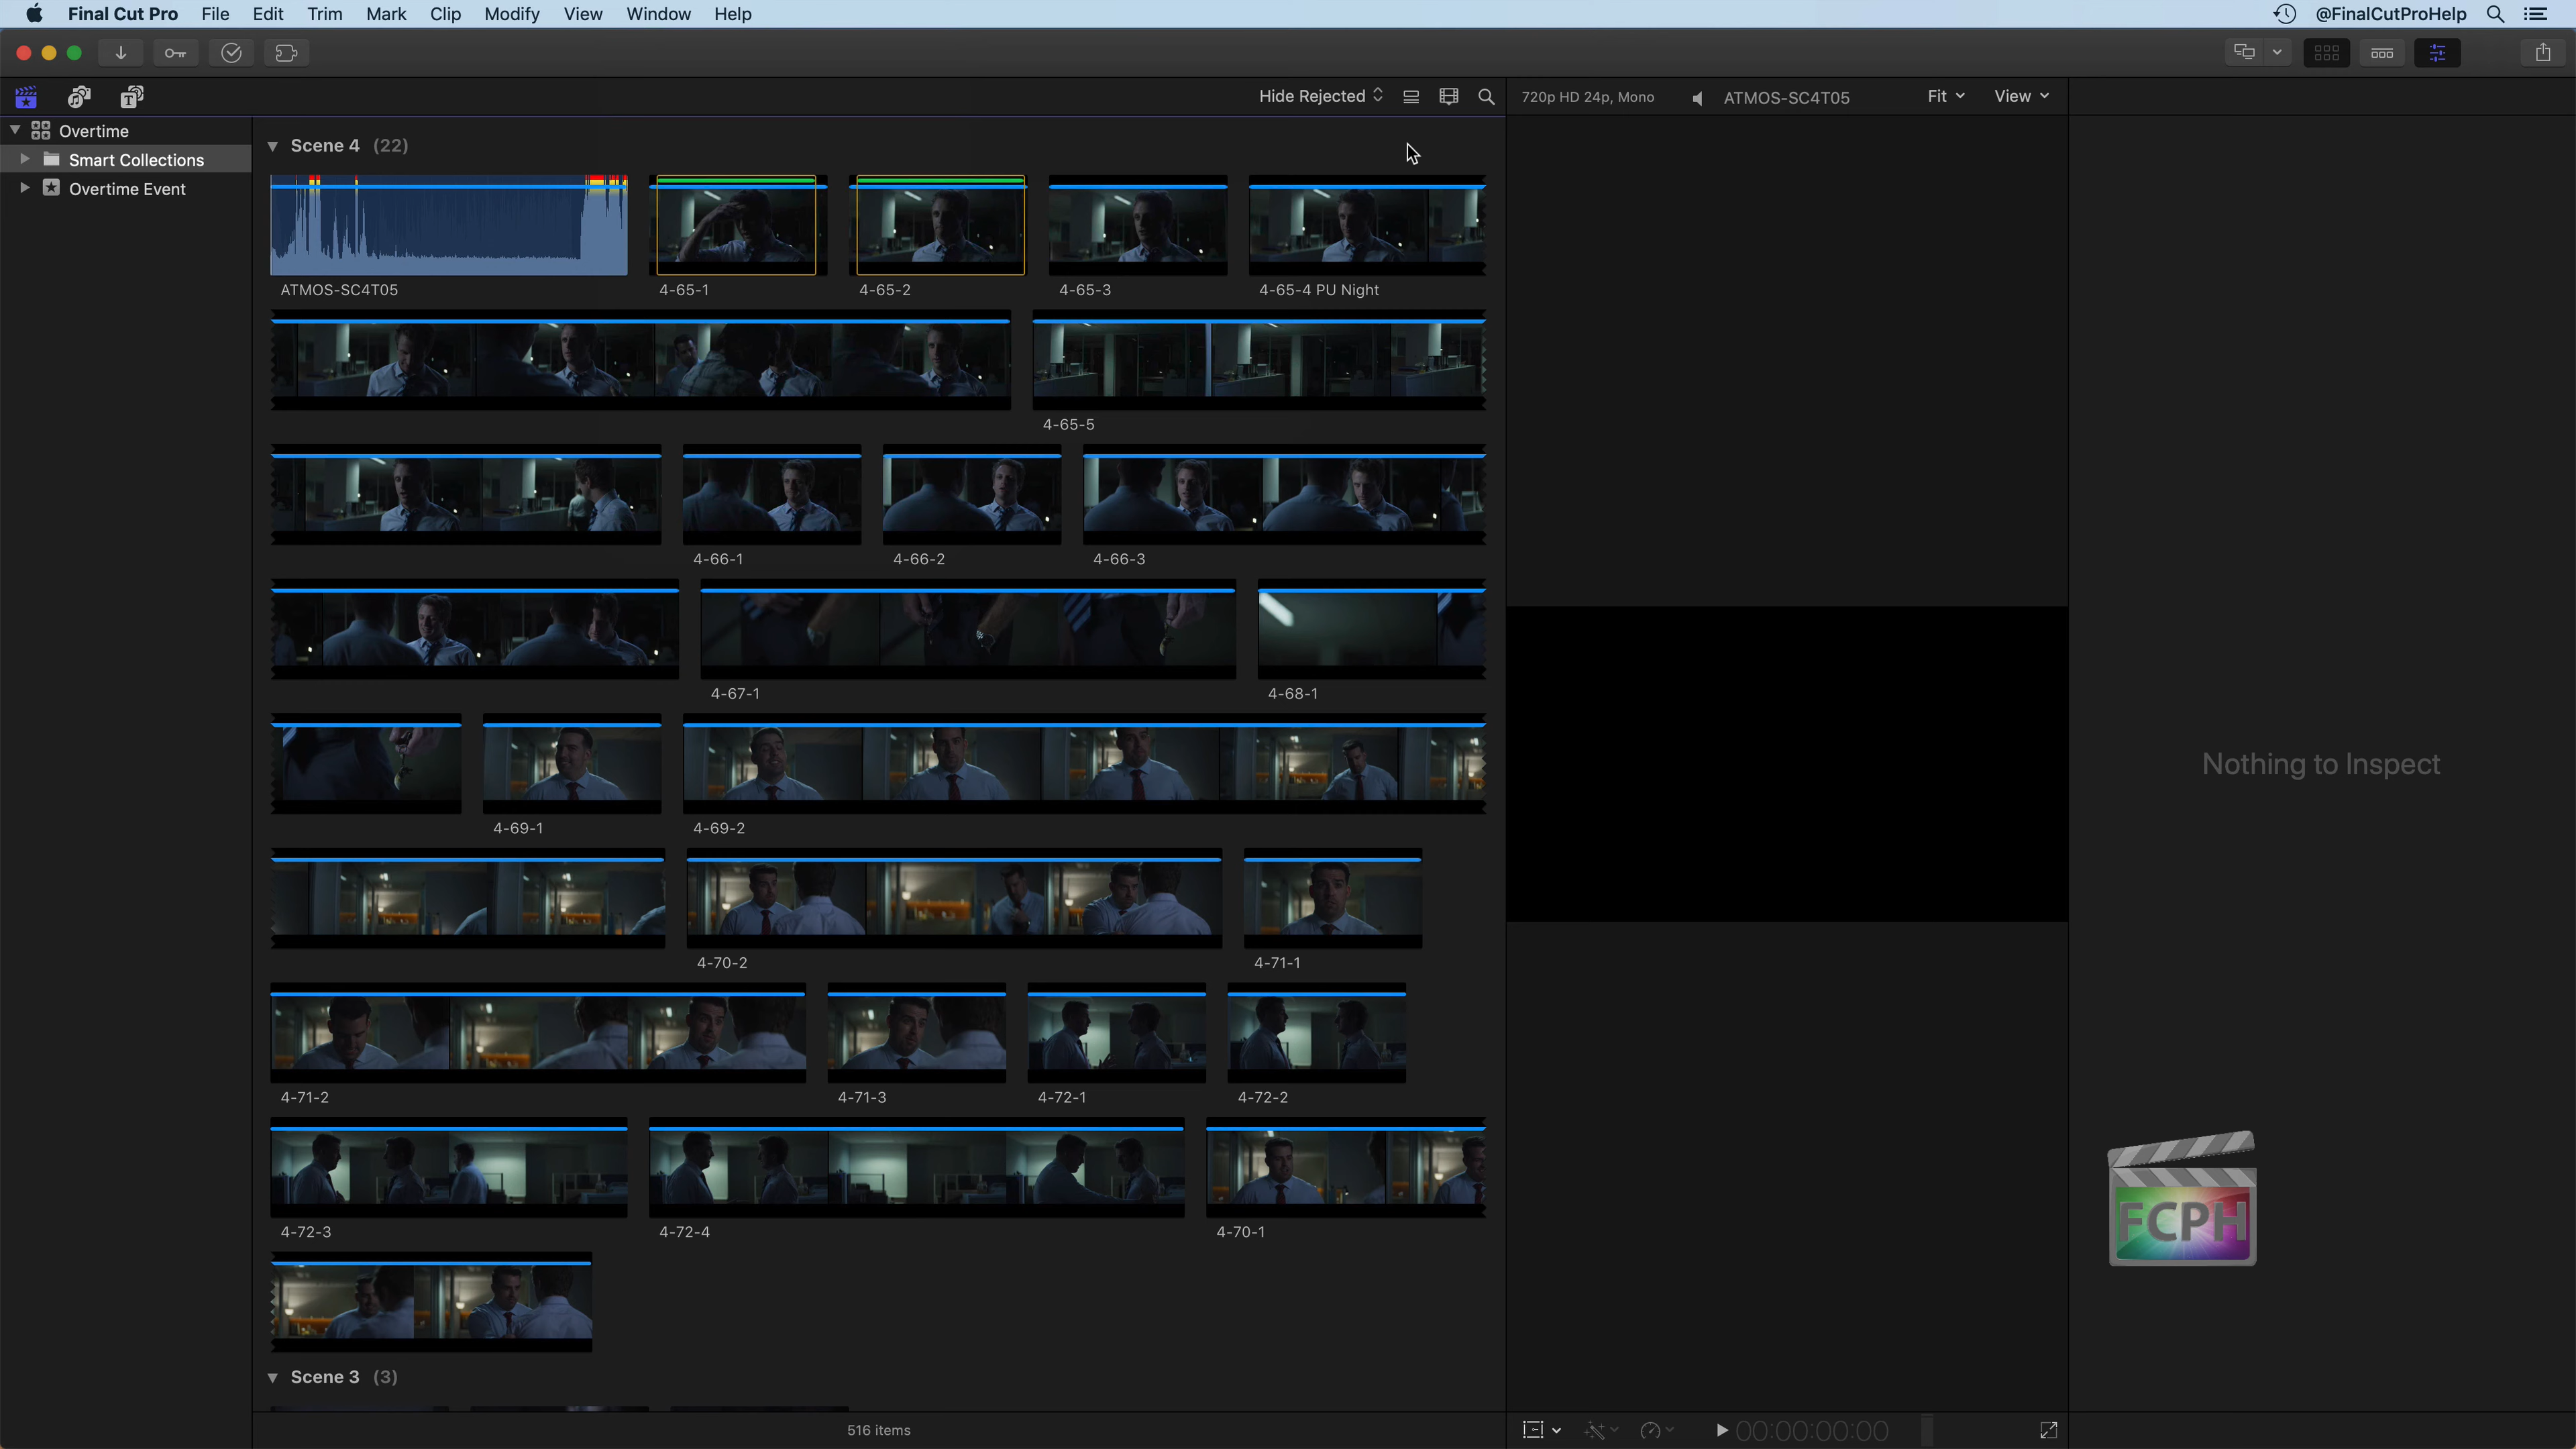 Final Cut Pro File Edit Trim Mark Clip Modify View Window Help @FinalCutProHelp
Hide Rejected 720p HD 24p, Mono ATMOS-SC4T05 Fit View
Overtime
Smart Collections
Overtime Event
Scene 4 (22)
ATMOS-SC4T05 4-65-1 4-65-2 4-65-3 4-65-4 PU Night
4-65-5
4-66-1 4-66-2 4-66-3
4-67-1 4-68-1
4-69-1 4-69-2
4-70-2 4-71-1
4-71-2 4-71-3 4-72-1 4-72-2
4-72-3 4-72-4 4-70-1
Scene 3 (3)
516 items
00:00:00:00
Nothing to Inspect
FCPH